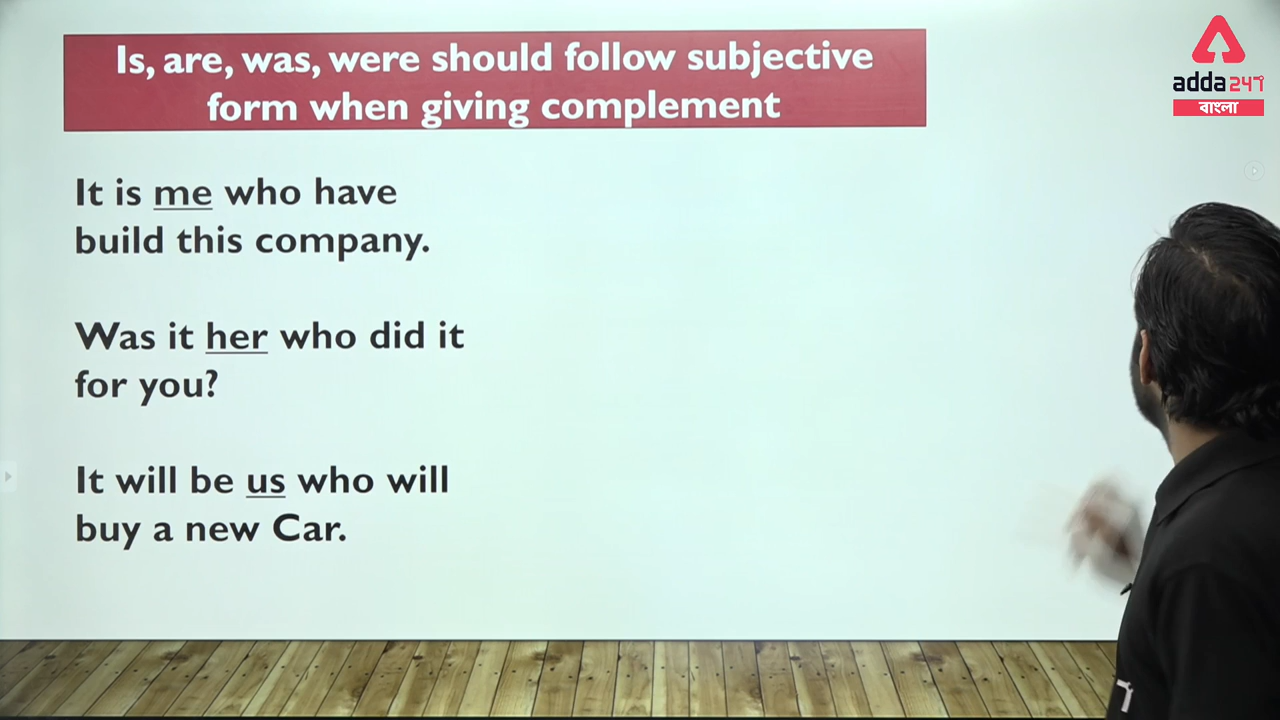 Is, are, was, were should follow subjective
form when giving complement
adda247
বাংলা
It is me who have
build this company.
Was it her who did it
for you?
It will be us who will
buy a new Car.